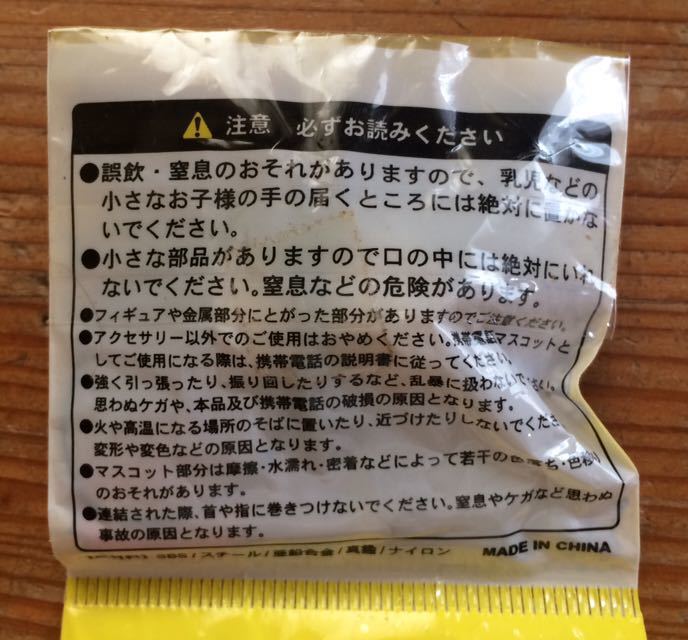 注意 必ずお読みください
●誤飲・窒息のおそれがありますので、乳児などの
小さなお子様の手の届くところには絶対に置かな
いでください。
●小さな部品がありますので口の中には絶対にいれ
ないでください。窒息などの危険があります。
●フィギュアや金属部分にとがった部分がありますのでご注意ください。
●アクセサリー以外でのご使用はおやめください。携帯電話マスコットと
してご使用になる際は、携帯電話の説明書に従ってください。
●強く引っ張ったり、振り回したりするなど、乱暴に扱わないでください。
思わぬケガや、本品及び携帯電話の破損の原因となります。
●火や高温になる場所のそばに置いたり、近づけたりしないでくださ
変形や変色などの原因となります。
●マスコット部分は摩擦・水濡れ・密着などによって若干の色落ち・色移り
のおそれがあります。
●連結された際、首や指に巻きつけないでください。窒息やケガなど思わぬ
事故の原因となります。
/スチール/亜鉛合金/真鍮/ナイロン
MADE IN CHINA